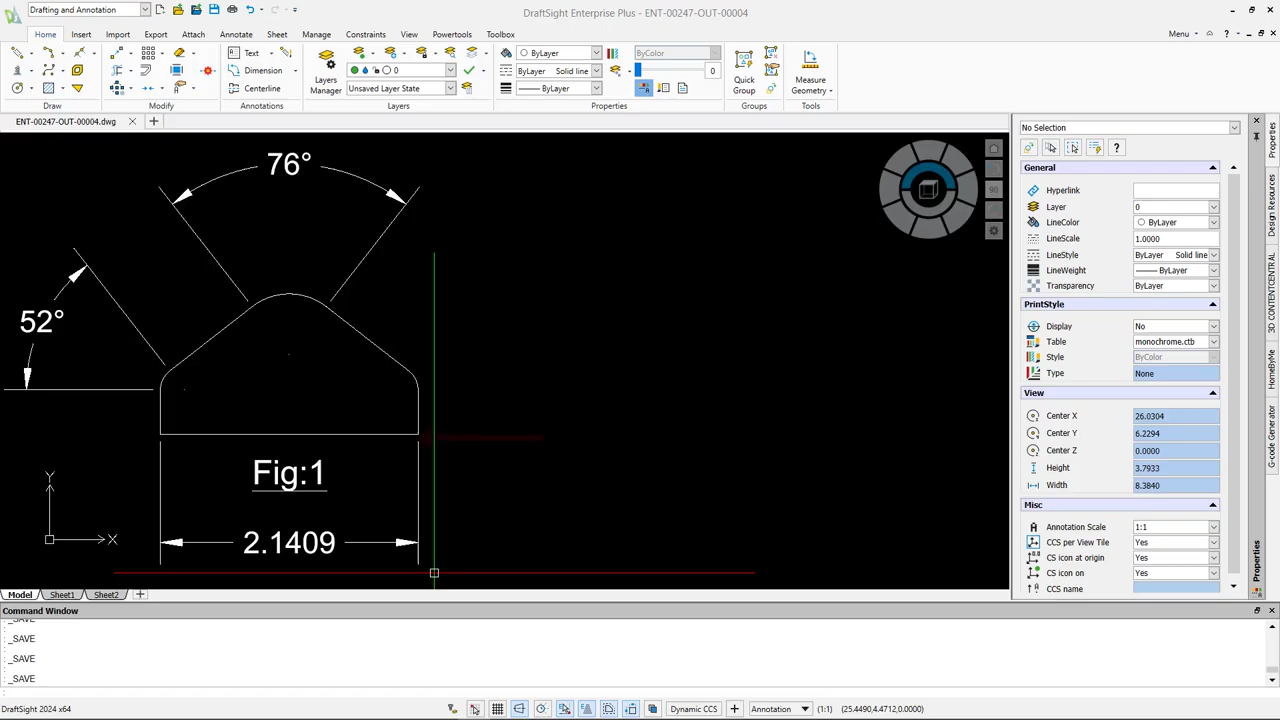 Drafting and Annotation
DraftSight Enterprise Plus - ENT-00247-OUT-00004
Home Insert Import Export Attach Annotate Sheet Manage Constraints View Powertools Toolbox Menu
Text ByLayer ByColor
Layers Manager Dimension 0 ByLayer Solid line 0 Quick Group Measure Geometry
Centerline Unsaved Layer State ByLayer
Draw Modify Annotations Layers Properties Groups Tools
ENT-00247-OUT-00004.dwg
76°
52°
Fig:1
2.1409
Y
X
90
No Selection
General
Hyperlink
Layer 0
LineColor ByLayer
LineScale 1.0000
LineStyle ByLayer Solid line
LineWeight ByLayer
Transparency ByLayer
PrintStyle
Display No
Table monochrome.ctb
Style ByColor
Type None
View
Center X 26.0304
Center Y 6.2294
Center Z 0.0000
Height 3.7933
Width 8.3840
Misc
Annotation Scale 1:1
CCS per View Tile Yes
CS icon at origin Yes
CS icon on Yes
CCS name
Properties
Properties
Design Resources
3D CONTENTCENTRAL
HomeByMe
G-code Generator
Model Sheet1 Sheet2
Command Window
: _SAVE
: _SAVE
: _SAVE
: _SAVE
:
DraftSight 2024 x64 Dynamic CCS Annotation (1:1) (25.4490,4.4712,0.0000)